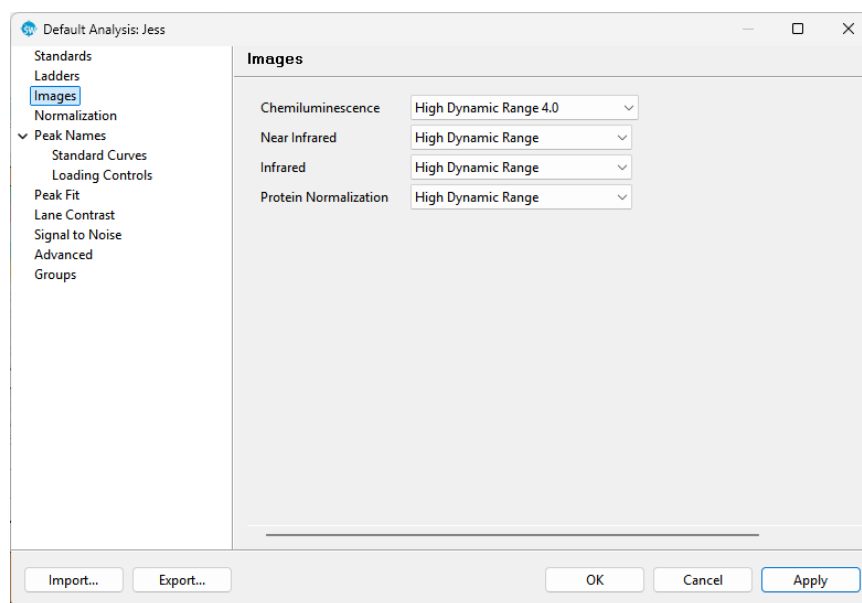 SW Default Analysis: Jess
Standards
Ladders
Images
Normalization
Peak Names
Standard Curves
Loading Controls
Peak Fit
Lane Contrast
Signal to Noise
Advanced
Groups
Images
Chemiluminescence High Dynamic Range 4.0
Near Infrared High Dynamic Range
Infrared High Dynamic Range
Protein Normalization High Dynamic Range
Import... Export... OK Cancel Apply